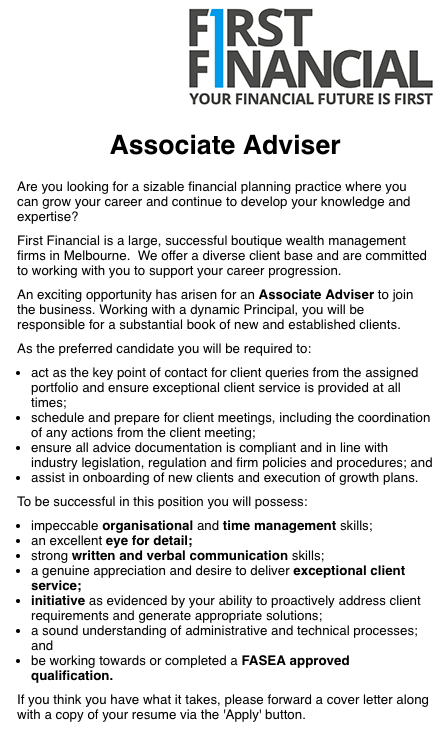 FIRST
FINANCIAL
YOUR FINANCIAL FUTURE IS FIRST
Associate Adviser
Are you looking for a sizable financial planning practice where you
can grow your career and continue to develop your knowledge and
expertise?
First Financial is a large, successful boutique wealth management
firms in Melbourne.  We offer a diverse client base and are committed
to working with you to support your career progression.
An exciting opportunity has arisen for an Associate Adviser to join
the business. Working with a dynamic Principal, you will be
responsible for a substantial book of new and established clients.
As the preferred candidate you will be required to:
• act as the key point of contact for client queries from the assigned
portfolio and ensure exceptional client service is provided at all
times;
• schedule and prepare for client meetings, including the coordination
of any actions from the client meeting;
• ensure all advice documentation is compliant and in line with
industry legislation, regulation and firm policies and procedures; and
• assist in onboarding of new clients and execution of growth plans.
To be successful in this position you will possess:
• impeccable organisational and time management skills;
• an excellent eye for detail;
• strong written and verbal communication skills;
• a genuine appreciation and desire to deliver exceptional client
service;
• initiative as evidenced by your ability to proactively address client
requirements and generate appropriate solutions;
• a sound understanding of administrative and technical processes;
and
• be working towards or completed a FASEA approved
qualification.
If you think you have what it takes, please forward a cover letter along
with a copy of your resume via the 'Apply' button.